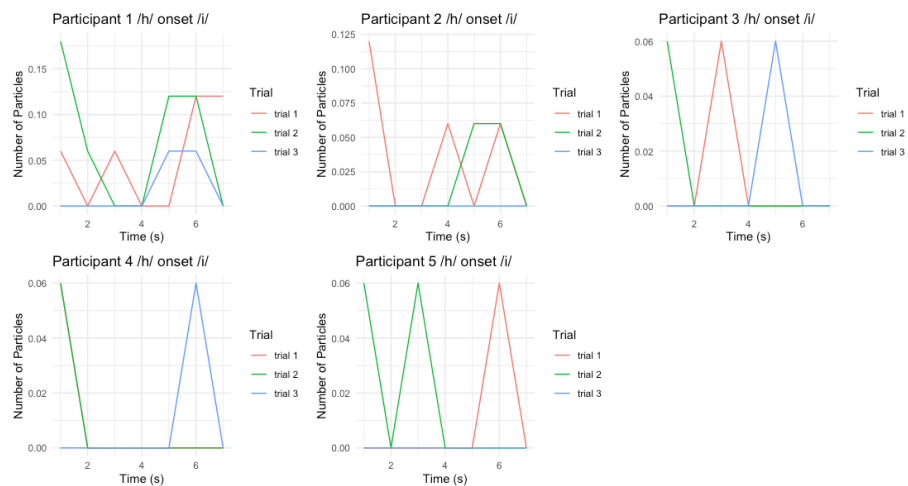 Participant 1 /h/ onset /i/
Number of Particles
0.15
0.10
0.05
0.00
2 4 6
Time (s)
Trial
trial 1
trial 2
trial 3
Participant 2 /h/ onset /i/
Number of Particles
0.125
0.100
0.075
0.050
0.025
0.000
2 4 6
Time (s)
Trial
trial 1
trial 2
trial 3
Participant 3 /h/ onset /i/
Number of Particles
0.06
0.04
0.02
0.00
2 4 6
Time (s)
Trial
trial 1
trial 2
trial 3
Participant 4 /h/ onset /i/
Number of Particles
0.06
0.04
0.02
0.00
2 4 6
Time (s)
Trial
trial 1
trial 2
trial 3
Participant 5 /h/ onset /i/
Number of Particles
0.06
0.04
0.02
0.00
2 4 6
Time (s)
Trial
trial 1
trial 2
trial 3